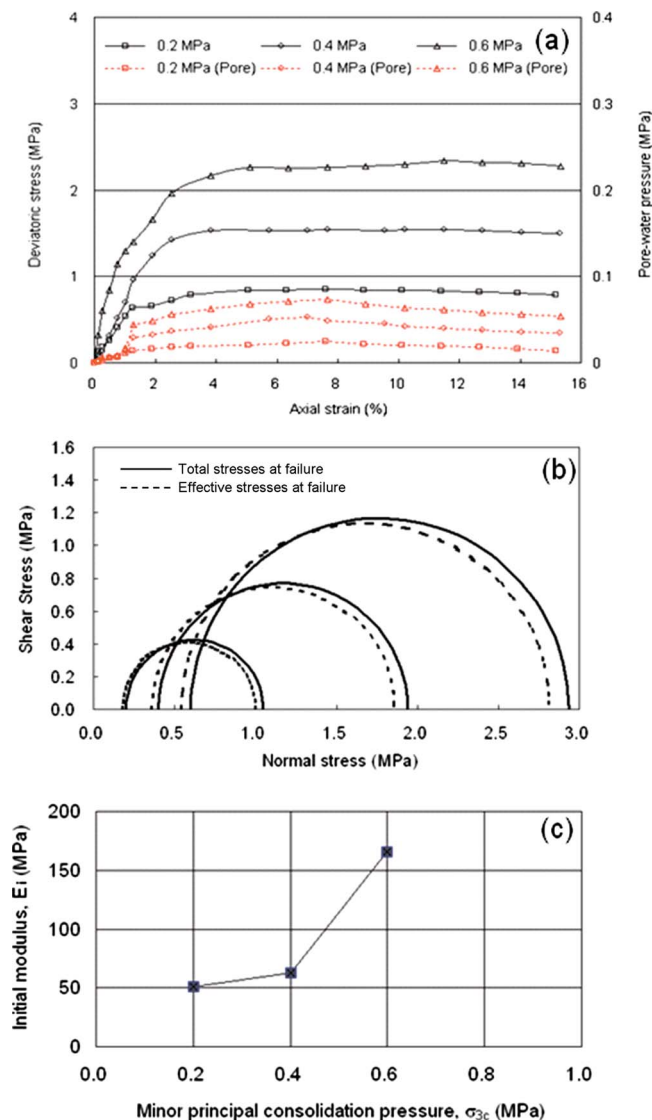 4 0.4
0.2 MPa 0.4 MPa 0.6 MPa (a)
0.2 MPa (Pore) 0.4 MPa (Pore) 0.6 MPa (Pore)
3 0.3
Deviatoric stress (MPa)
Pore-water pressure (MPa)
2 0.2
1 0.1
0 0
0 2 4 6 8 10 12 14 16
Axial strain (%)
1.6 (b)
Total stresses at failure
1.4
Effective stresses at failure
1.2
1.0
Shear Stress (MPa)
0.8
0.6
0.4
0.2
0.0
0.0 0.5 1.0 1.5 2.0 2.5 3.0
Normal stress (MPa)
200 (c)
Initial modulus, Ei (MPa)
150
100
50
0
0.0 0.2 0.4 0.6 0.8 1.0
Minor principal consolidation pressure, σ3c (MPa)